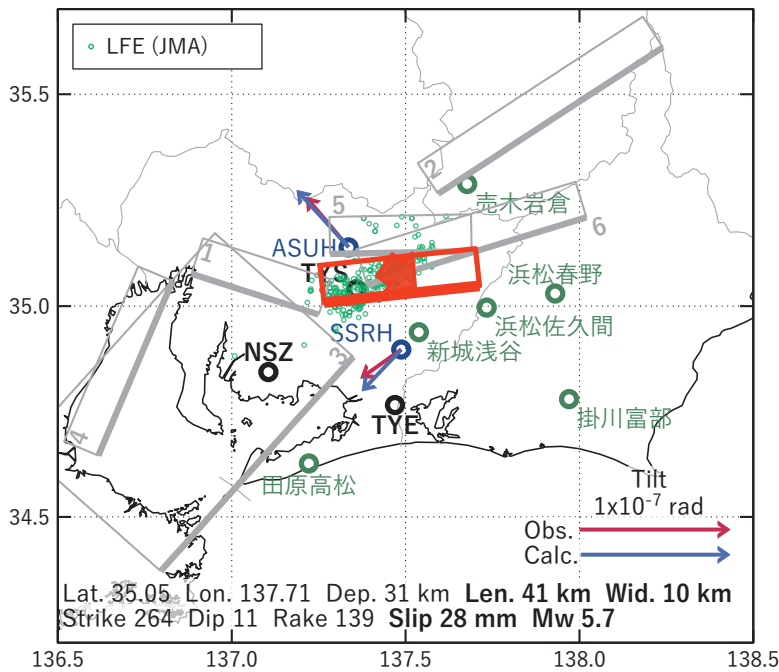 LFE (JMA)
35.5
2
売木岩倉
5
6
ASUH
1
TYS
浜松春野
35.0
浜松佐久間
SSRH
新城浅谷
NSZ
3
TYE
掛川富部
4
田原高松
Tilt
1x10⁻⁷ rad
34.5
Obs.
Calc.
Lat. 35.05 Lon. 137.71 Dep. 31 km Len. 41 km Wid. 10 km
Strike 264 Dip 11 Rake 139 Slip 28 mm Mw 5.7
136.5 137.0 137.5 138.0 138.5